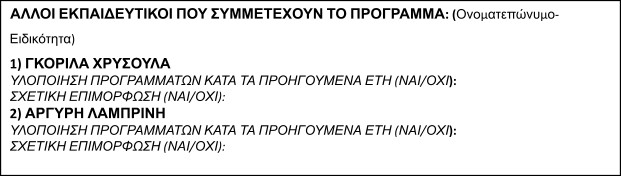 ΑΛΛΟΙ ΕΚΠΑΙΔΕΥΤΙΚΟΙ ΠΟΥ ΣΥΜΜΕΤΕΧΟΥΝ ΤΟ ΠΡΟΓΡΑΜΜΑ: (Ονοματεπώνυμο-
Ειδικότητα)
1) ΓΚΟΡΙΛΑ ΧΡΥΣΟΥΛΑ
ΥΛΟΠΟΙΗΣΗ ΠΡΟΓΡΑΜΜΑΤΩΝ ΚΑΤΑ ΤΑ ΠΡΟΗΓΟΥΜΕΝΑ ΕΤΗ (ΝΑΙ/ΟΧΙ):
ΣΧΕΤΙΚΗ ΕΠΙΜΟΡΦΩΣΗ (ΝΑΙ/ΟΧΙ):
2) ΑΡΓΥΡΗ ΛΑΜΠΡΙΝΗ
ΥΛΟΠΟΙΗΣΗ ΠΡΟΓΡΑΜΜΑΤΩΝ ΚΑΤΑ ΤΑ ΠΡΟΗΓΟΥΜΕΝΑ ΕΤΗ (ΝΑΙ/ΟΧΙ):
ΣΧΕΤΙΚΗ ΕΠΙΜΟΡΦΩΣΗ (ΝΑΙ/ΟΧΙ):